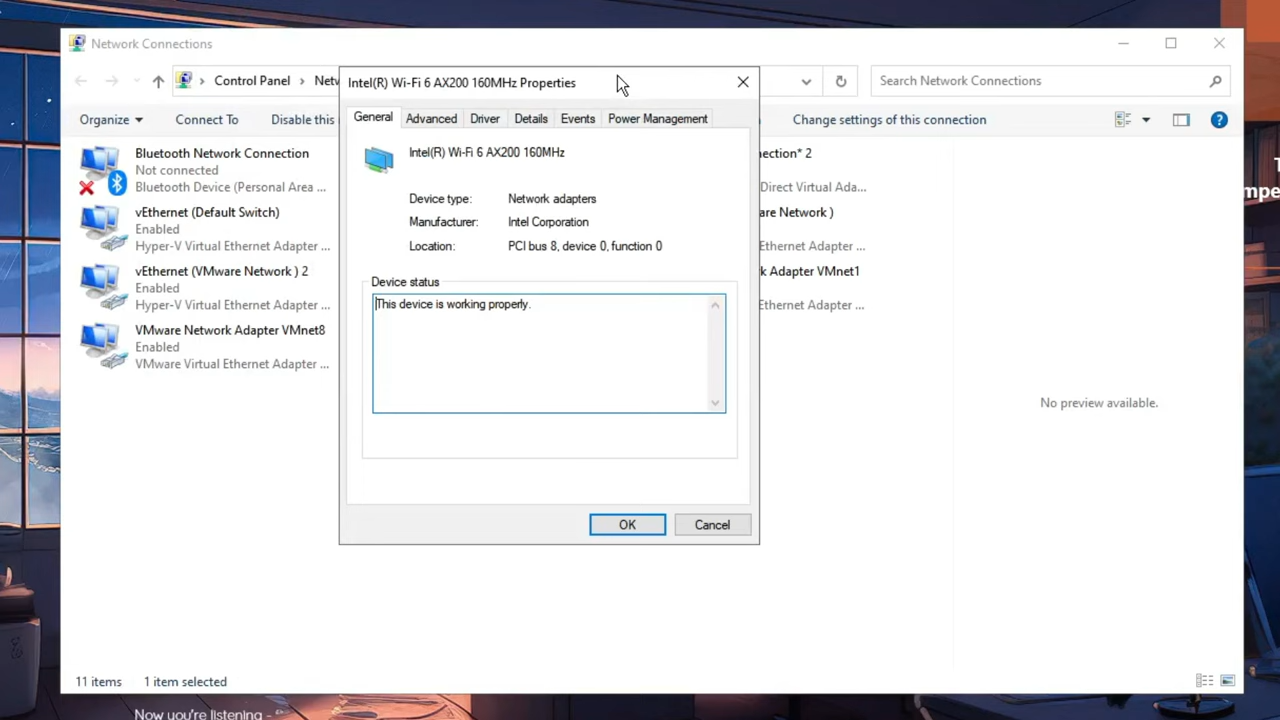 Network Connections
Control Panel
Netw
Search Network Connections
Organize
Connect To
Disable this
Change settings of this connection
Bluetooth Network Connection
Not connected
Bluetooth Device (Personal Area ...
vEthernet (Default Switch)
Enabled
Hyper-V Virtual Ethernet Adapter ...
vEthernet (VMware Network ) 2
Enabled
Hyper-V Virtual Ethernet Adapter ...
VMware Network Adapter VMnet8
Enabled
VMware Virtual Ethernet Adapter ...
Intel(R) Wi-Fi 6 AX200 160MHz Properties
General
Advanced
Driver
Details
Events
Power Management
Intel(R) Wi-Fi 6 AX200 160MHz
Device type: Network adapters
Manufacturer: Intel Corporation
Location: PCI bus 8, device 0, function 0
Device status
This device is working properly.
OK
Cancel
ection* 2
Direct Virtual Ada...
are Network )
Ethernet Adapter ...
k Adapter VMnet1
Ethernet Adapter ...
No preview available.
11 items
1 item selected
Now you're listening -